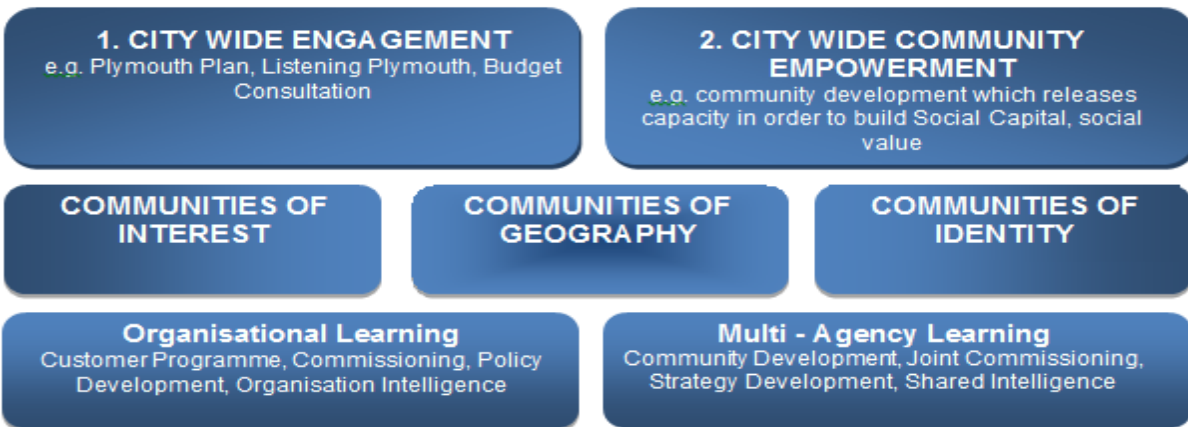 1. CITY WIDE ENGAGEMENT
e.g. Plymouth Plan, Listening Plymouth, Budget
Consultation
2. CITY WIDE COMMUNITY
EMPOWERMENT
e.g. community development which releases
capacity in order to build Social Capital, social
value
COMMUNITIES OF
INTEREST
COMMUNITIES OF
GEOGRAPHY
COMMUNITIES OF
IDENTITY
Organisational Learning
Customer Programme, Commissioning, Policy
Development, Organisation Intelligence
Multi - Agency Learning
Community Development, Joint Commissioning,
Strategy Development, Shared Intelligence